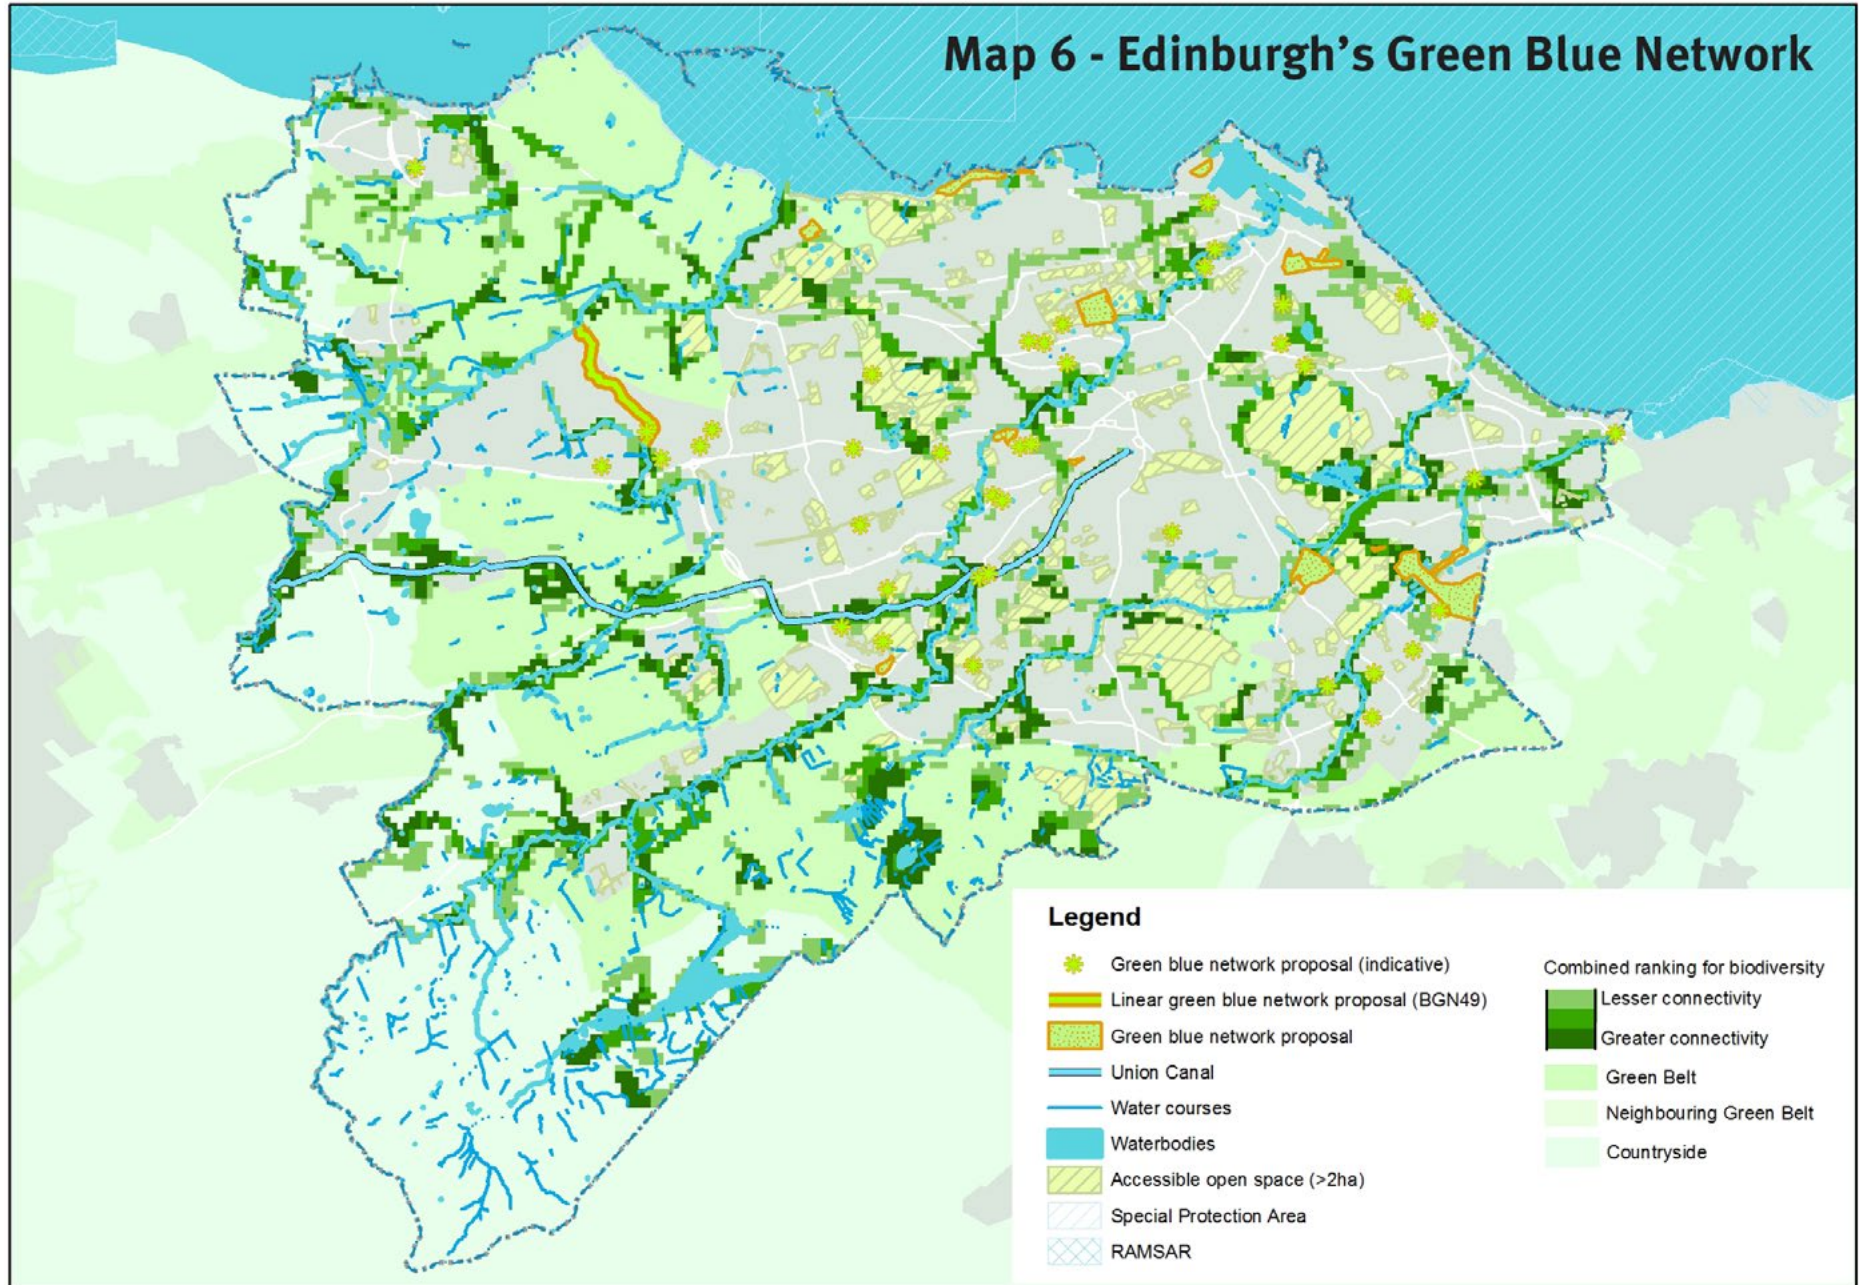 Map 6 - Edinburgh's Green Blue Network
Legend
Green blue network proposal (indicative)
Linear green blue network proposal (BGN49)
Green blue network proposal
Union Canal
Water courses
Waterbodies
Accessible open space (>2ha)
Special Protection Area
RAMSAR
Combined ranking for biodiversity
Lesser connectivity
Greater connectivity
Green Belt
Neighbouring Green Belt
Countryside